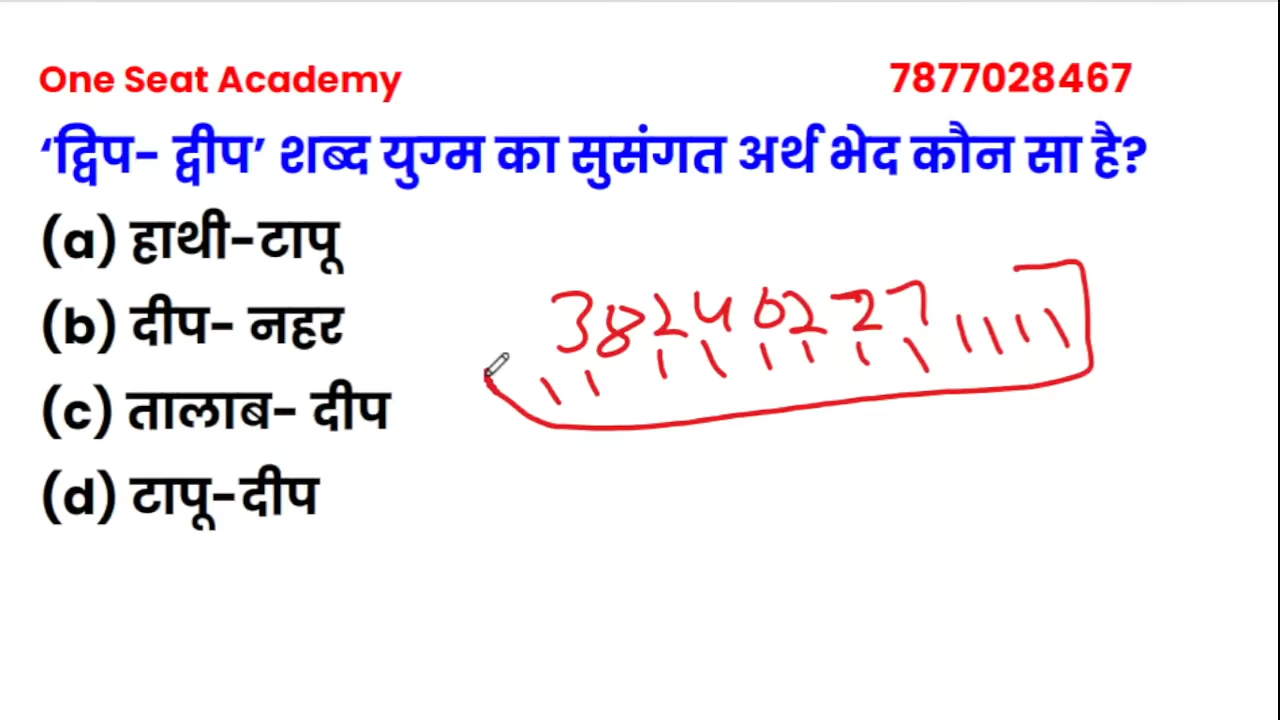 One Seat Academy 7877028467
‘द्विप- द्वीप’ शब्द युग्म का सुसंगत अर्थ भेद कौन सा है?
(a) हाथी-टापू
(b) दीप- नहर
38240227
(c) तालाब- दीप
(d) टापू-दीप